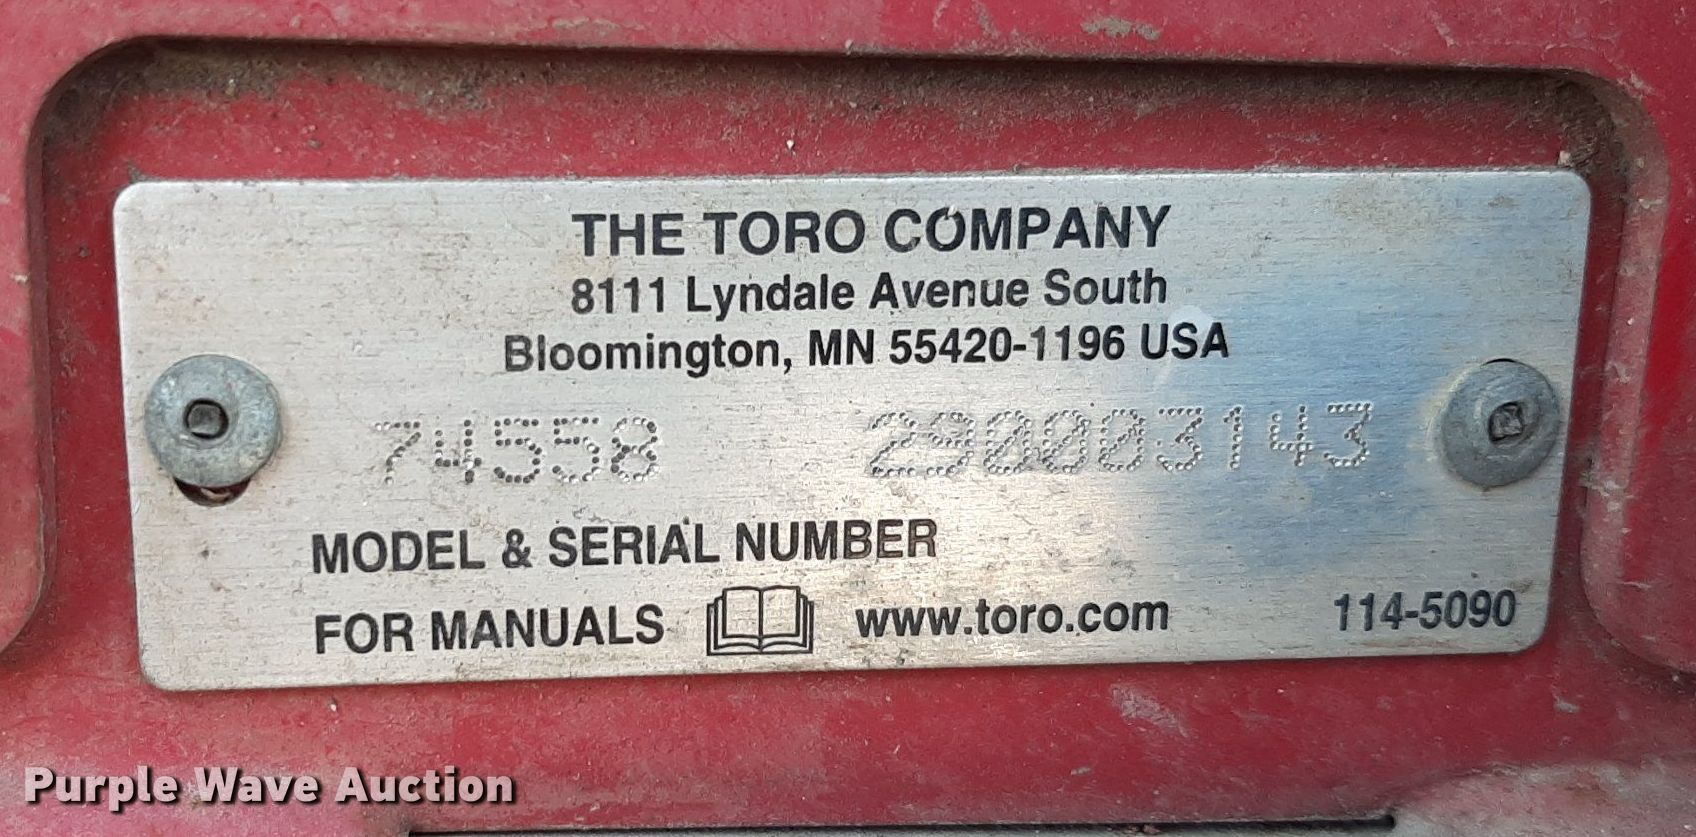 THE TORO COMPANY
8111 Lyndale Avenue South
Bloomington, MN 55420-1196 USA
74558 290003143
MODEL & SERIAL NUMBER
FOR MANUALS www.toro.com 114-5090
Purple Wave Auction